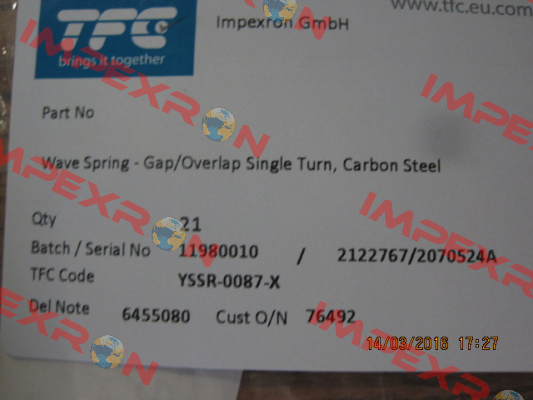 TFC
brings it together
Impexron GmbH
www.tfc.eu.com
Part No
Wave Spring - Gap/Overlap Single Turn, Carbon Steel
Qty 21
Batch / Serial No 11980010 / 2122767/2070524A
TFC Code YSSR-0087-X
Del Note 6455080 Cust O/N 76492
14/03/2016 17:27
IMPEXRON
IMPEXRON
IMPEXRON
IMPEXRON
IMPEXRON
IMPEXRON